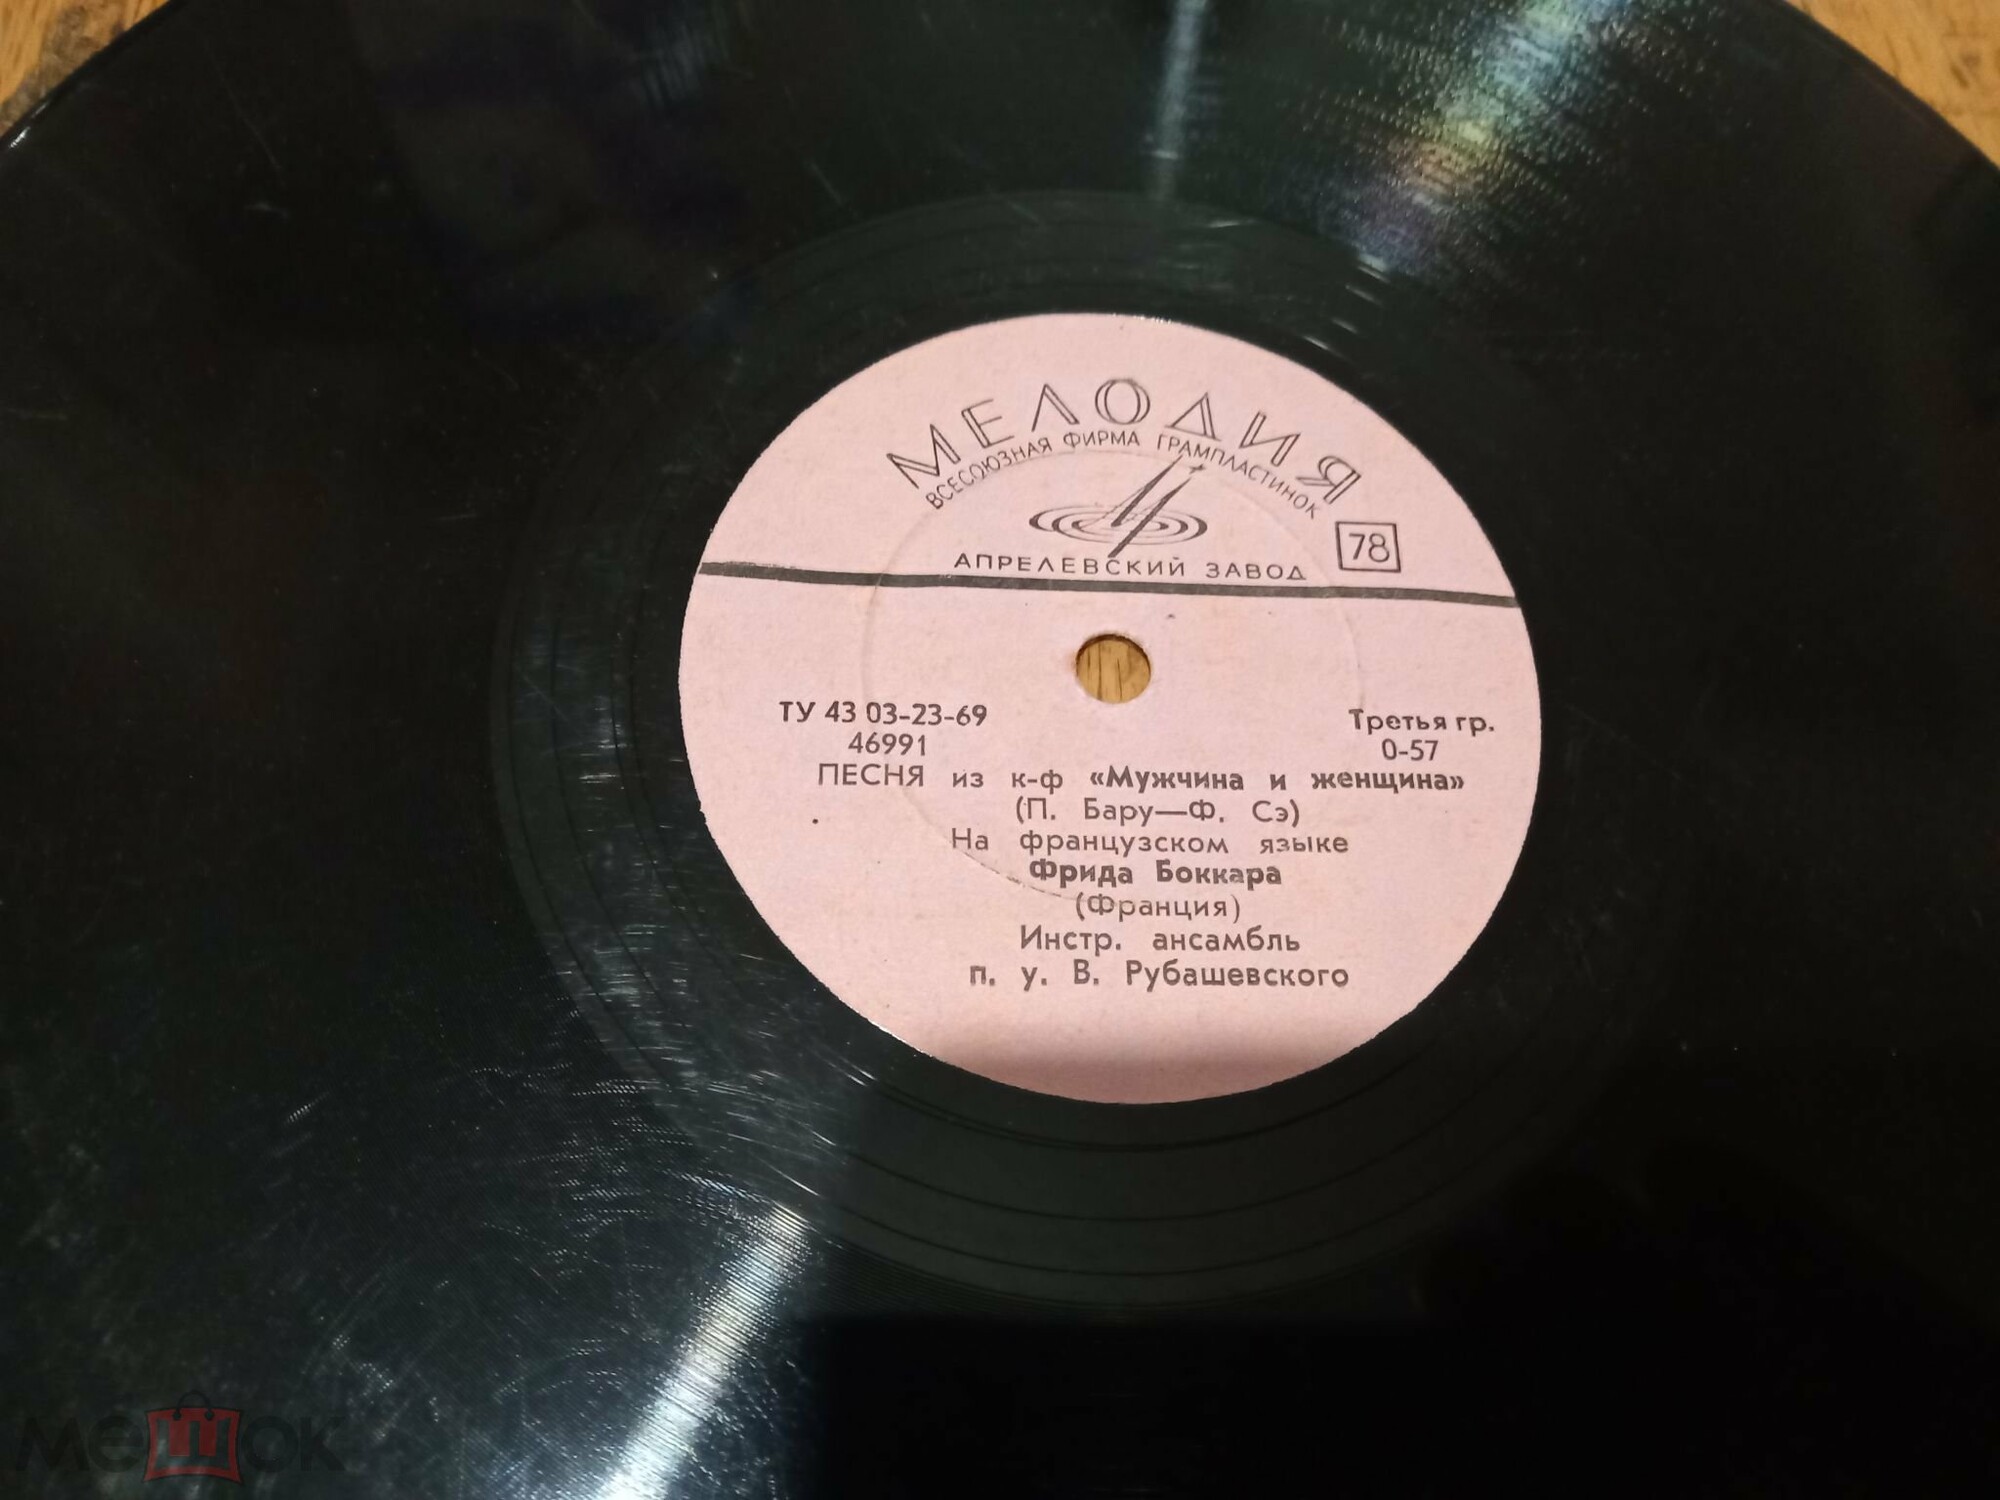 МЕЛОДИЯ
ВСЕСОЮЗНАЯ ФИРМА ГРАМПЛАСТИНОК
АПРЕЛЕВСКИЙ ЗАВОД
78
ТУ 43 03-23-69
Третья гр.
46991
0-57
ПЕСНЯ из к-ф «Мужчина и женщина»
(П. Бару—Ф. Сэ)
На французском языке
Фрида Боккара
(Франция)
Инстр. ансамбль
п. у. В. Рубашевского
мешок